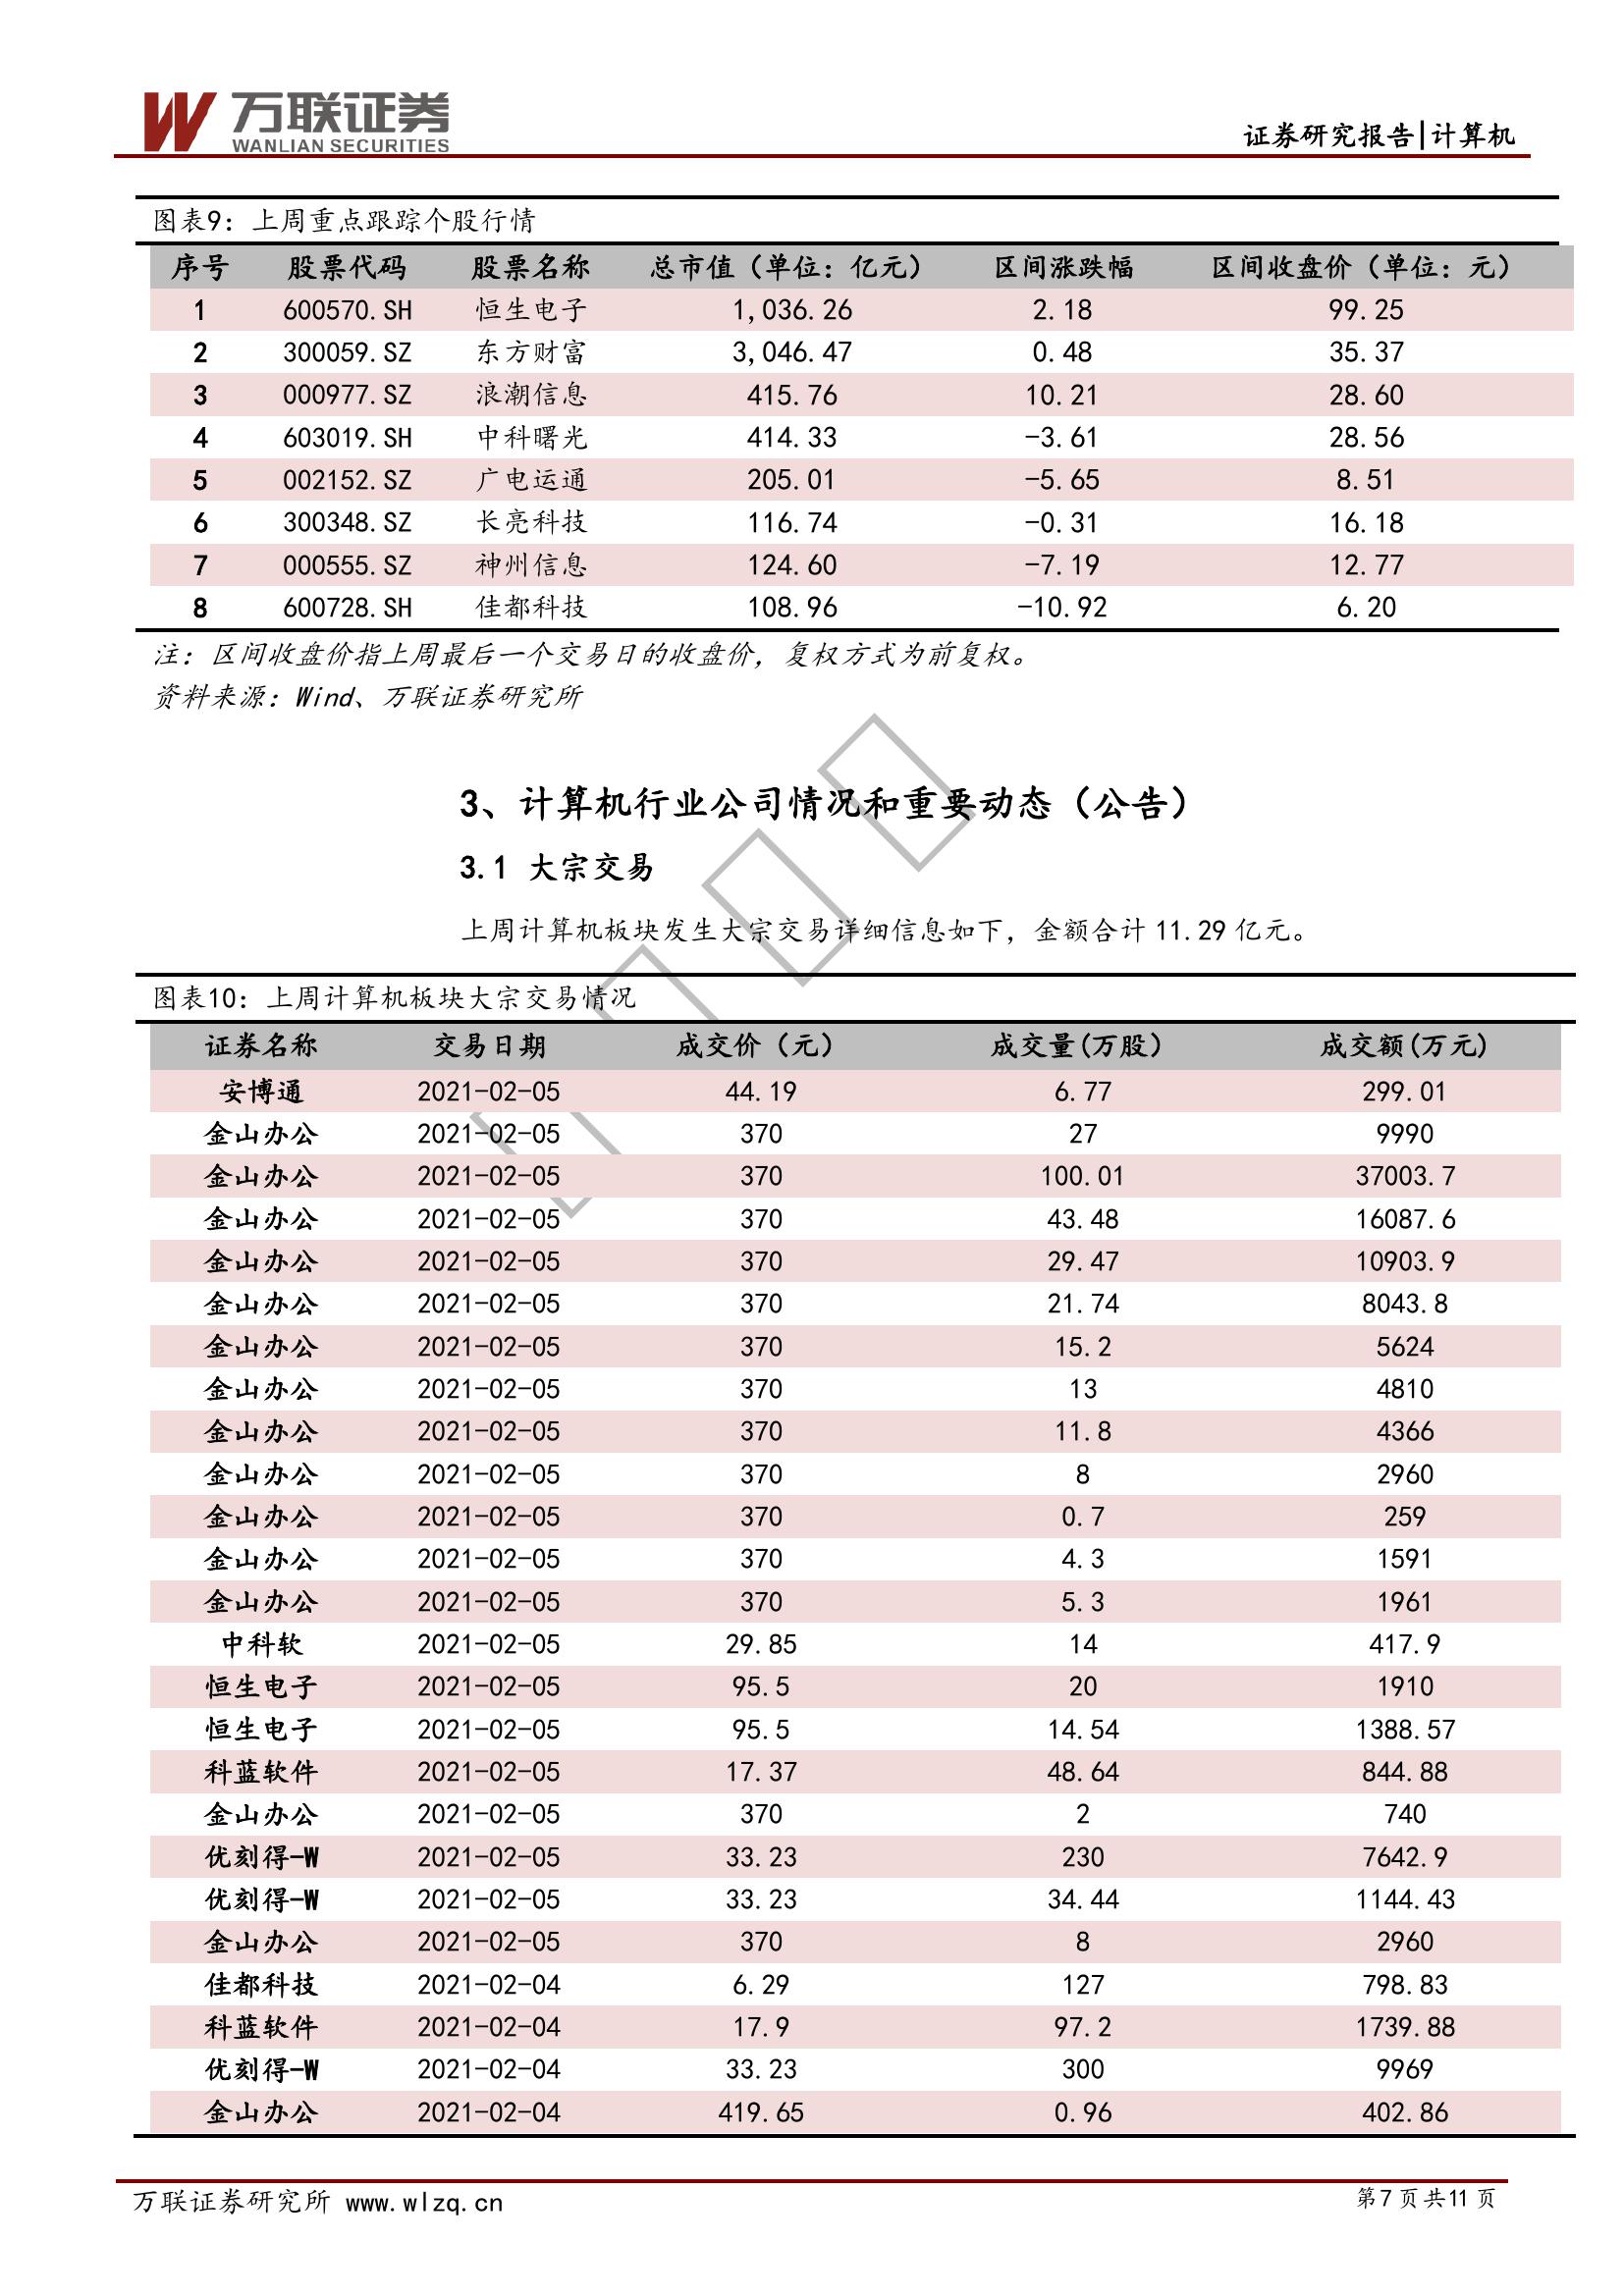 万联证券
WANLIAN SECURITIES
证券研究报告|计算机
图表9：上周重点跟踪个股行情
序号 股票代码 股票名称 总市值（单位：亿元） 区间涨跌幅 区间收盘价（单位：元）
1 600570.SH 恒生电子 1,036.26 2.18 99.25
2 300059.SZ 东方财富 3,046.47 0.48 35.37
3 000977.SZ 浪潮信息 415.76 10.21 28.60
4 603019.SH 中科曙光 414.33 -3.61 28.56
5 002152.SZ 广电运通 205.01 -5.65 8.51
6 300348.SZ 长亮科技 116.74 -0.31 16.18
7 000555.SZ 神州信息 124.60 -7.19 12.77
8 600728.SH 佳都科技 108.96 -10.92 6.20
注：区间收盘价指上周最后一个交易日的收盘价，复权方式为前复权。
资料来源：Wind、万联证券研究所
3、计算机行业公司情况和重要动态（公告）
3.1 大宗交易
上周计算机板块发生大宗交易详细信息如下，金额合计 11.29 亿元。
图表10：上周计算机板块大宗交易情况
证券名称 交易日期 成交价（元） 成交量(万股） 成交额(万元)
安博通 2021-02-05 44.19 6.77 299.01
金山办公 2021-02-05 370 27 9990
金山办公 2021-02-05 370 100.01 37003.7
金山办公 2021-02-05 370 43.48 16087.6
金山办公 2021-02-05 370 29.47 10903.9
金山办公 2021-02-05 370 21.74 8043.8
金山办公 2021-02-05 370 15.2 5624
金山办公 2021-02-05 370 13 4810
金山办公 2021-02-05 370 11.8 4366
金山办公 2021-02-05 370 8 2960
金山办公 2021-02-05 370 0.7 259
金山办公 2021-02-05 370 4.3 1591
金山办公 2021-02-05 370 5.3 1961
中科软 2021-02-05 29.85 14 417.9
恒生电子 2021-02-05 95.5 20 1910
恒生电子 2021-02-05 95.5 14.54 1388.57
科蓝软件 2021-02-05 17.37 48.64 844.88
金山办公 2021-02-05 370 2 740
优刻得-W 2021-02-05 33.23 230 7642.9
优刻得-W 2021-02-05 33.23 34.44 1144.43
金山办公 2021-02-05 370 8 2960
佳都科技 2021-02-04 6.29 127 798.83
科蓝软件 2021-02-04 17.9 97.2 1739.88
优刻得-W 2021-02-04 33.23 300 9969
金山办公 2021-02-04 419.65 0.96 402.86
万联证券研究所 www.wlzq.cn
第 7 页 共 11 页